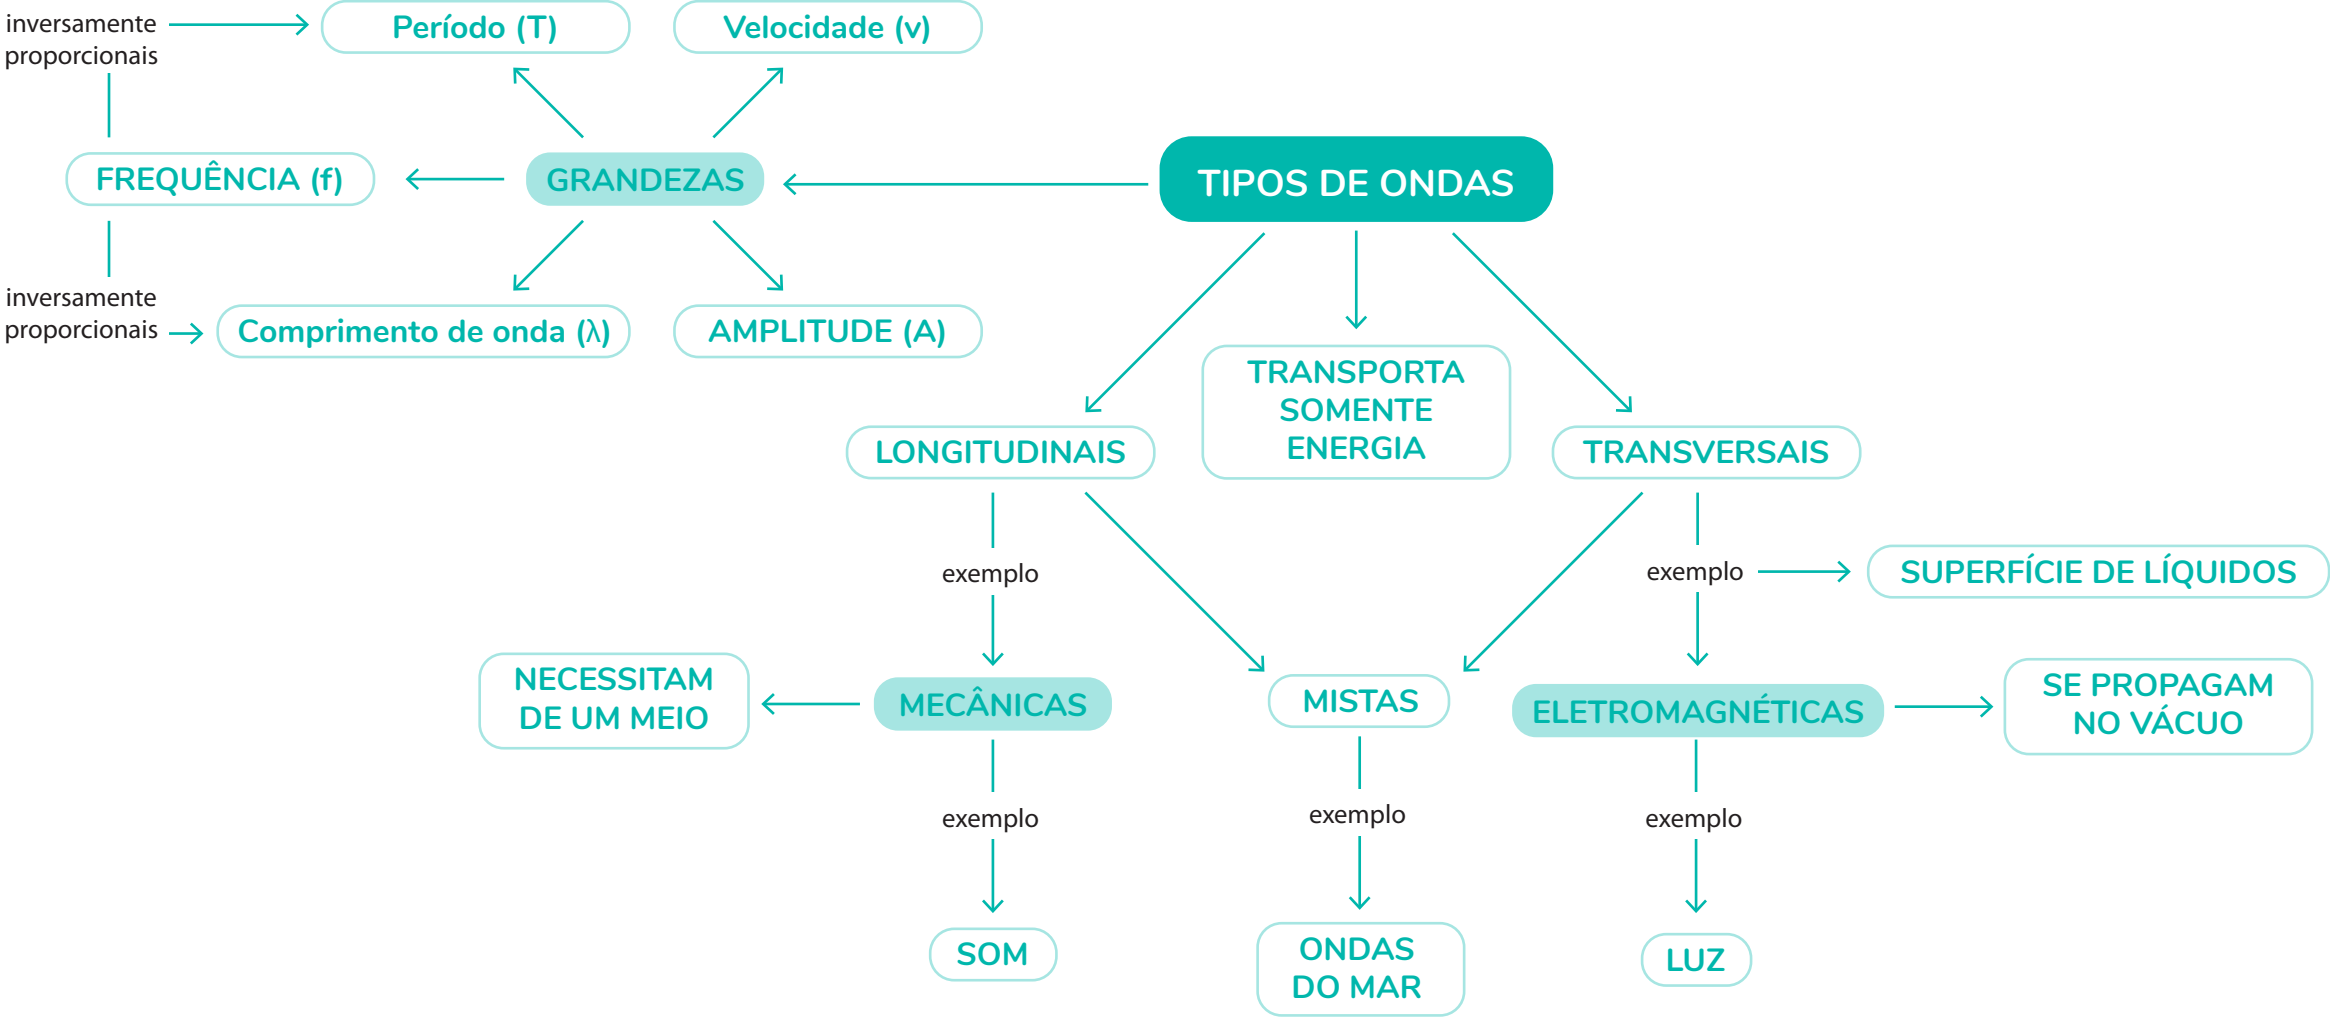 inversamente
proporcionais
Período (T)
Velocidade (v)
FREQUÊNCIA (f)
GRANDEZAS
TIPOS DE ONDAS
inversamente
proporcionais
Comprimento de onda (λ)
AMPLITUDE (A)
TRANSPORTA
SOMENTE
ENERGIA
LONGITUDINAIS
TRANSVERSAIS
exemplo
exemplo
SUPERFÍCIE DE LÍQUIDOS
NECESSITAM
DE UM MEIO
MECÂNICAS
MISTAS
ELETROMAGNÉTICAS
SE PROPAGAM
NO VÁCUO
exemplo
exemplo
exemplo
SOM
ONDAS
DO MAR
LUZ